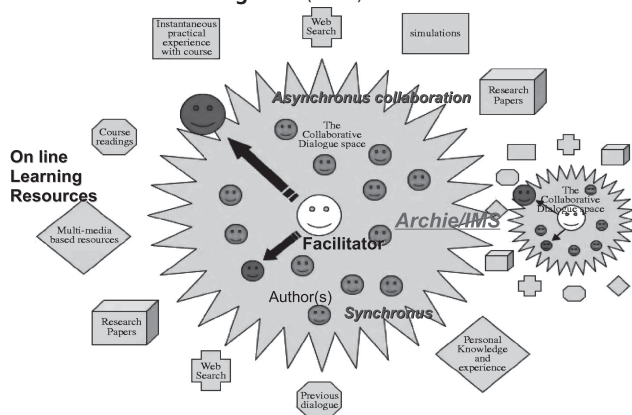 Instantaneous
practical
experience
with course
Web
Search
simulations
Asynchronus collaboration
Research
Papers
Course
readings
The
Collaborative
Dialogue space
On line
Learning
Resources
The
Collaborative
Dialogue space
Multi-media
based resources
Archie/IMS
Facilitator
Author(s)
Synchronus
Research
Papers
Web
Search
Personal
Knowledge
and
experience
Previous
dialogue